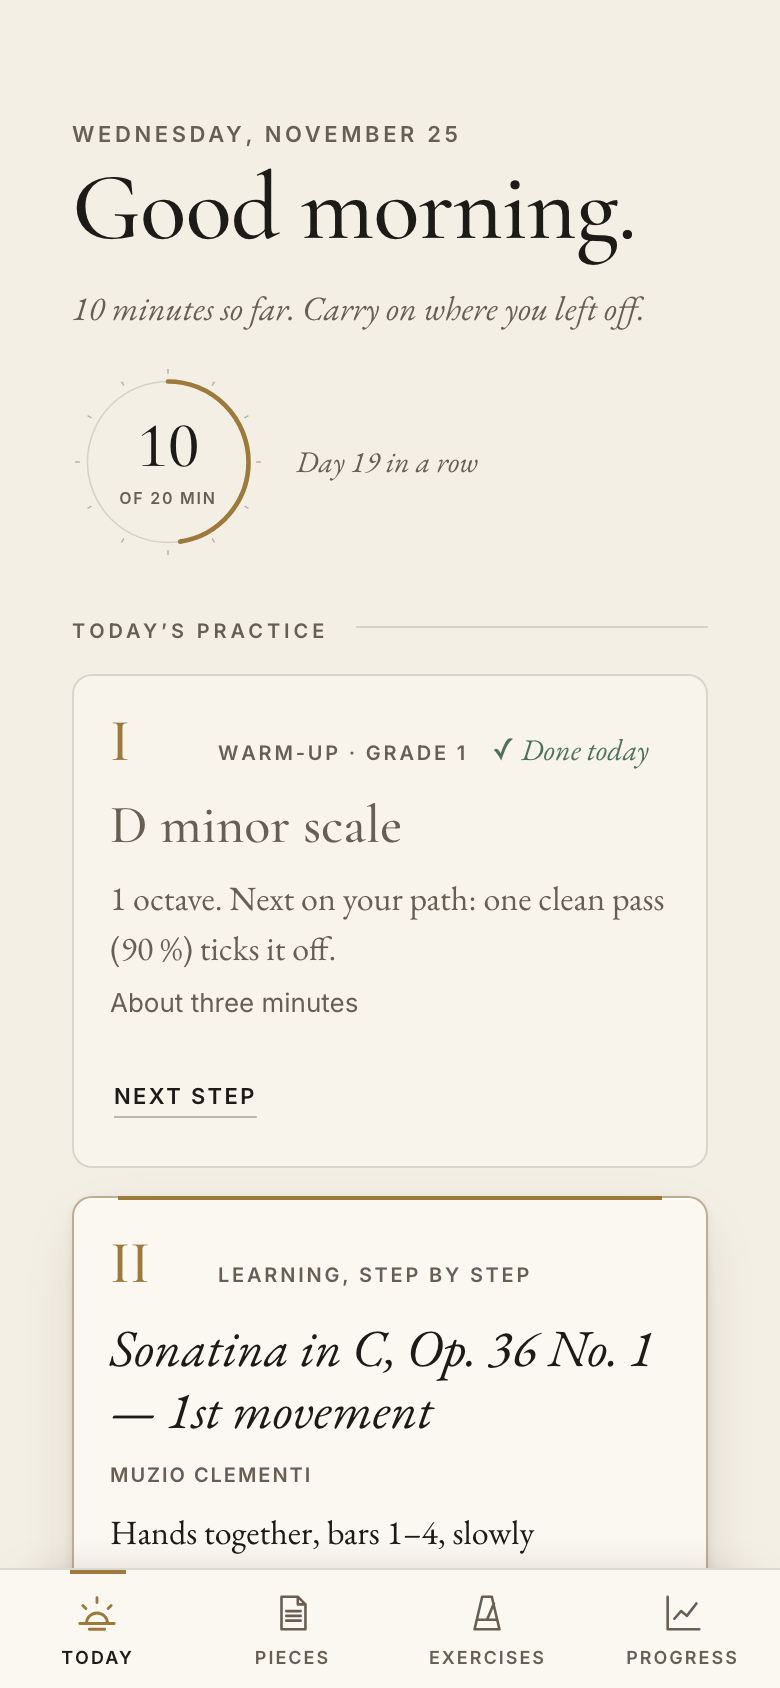 WEDNESDAY, NOVEMBER 25
Good morning.
10 minutes so far. Carry on where you left off.
10
OF 20 MIN
Day 19 in a row
TODAY’S PRACTICE
I
WARM-UP · GRADE 1 ✓ Done today
D minor scale
1 octave. Next on your path: one clean pass
(90 %) ticks it off.
About three minutes
NEXT STEP
II
LEARNING, STEP BY STEP
Sonatina in C, Op. 36 No. 1
— 1st movement
MUZIO CLEMENTI
Hands together, bars 1–4, slowly
TODAY
PIECES
EXERCISES
PROGRESS